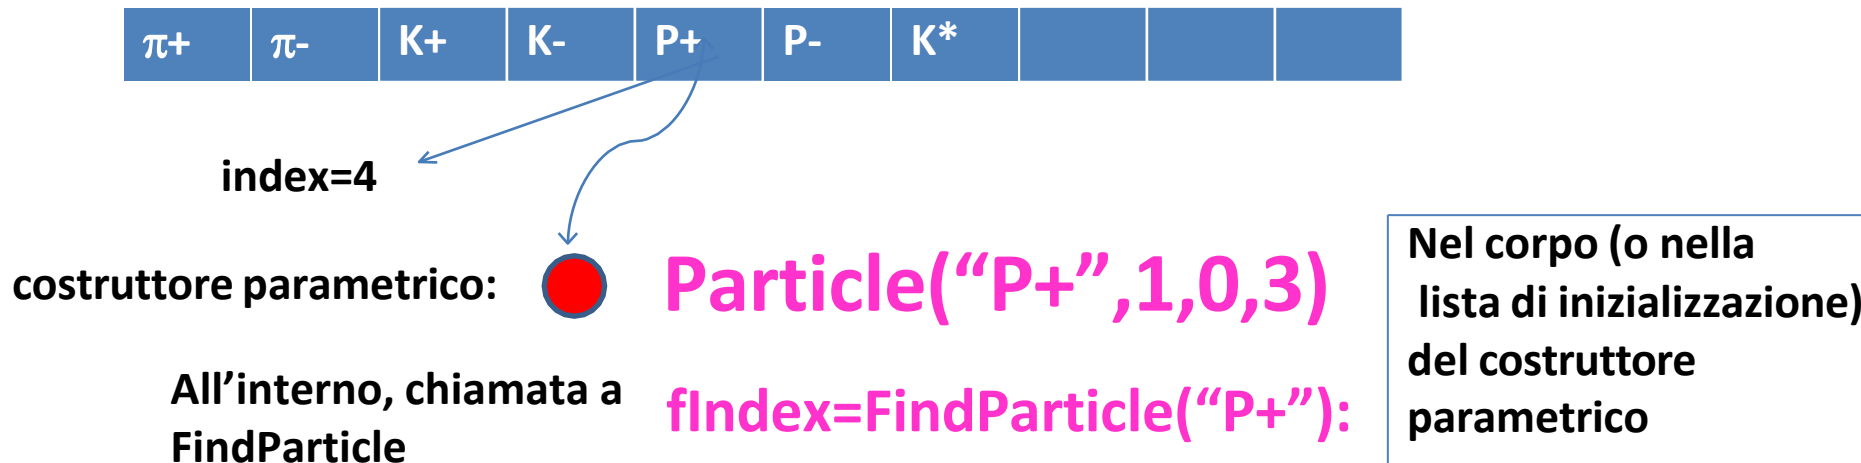 π+ π- K+ K- P+ P- K*
index=4
costruttore parametrico:
Particle(“P+”,1,0,3)
All’interno, chiamata a
FindParticle
fIndex=FindParticle(“P+”):
Nel corpo (o nella
lista di inizializzazione)
del costruttore
parametrico